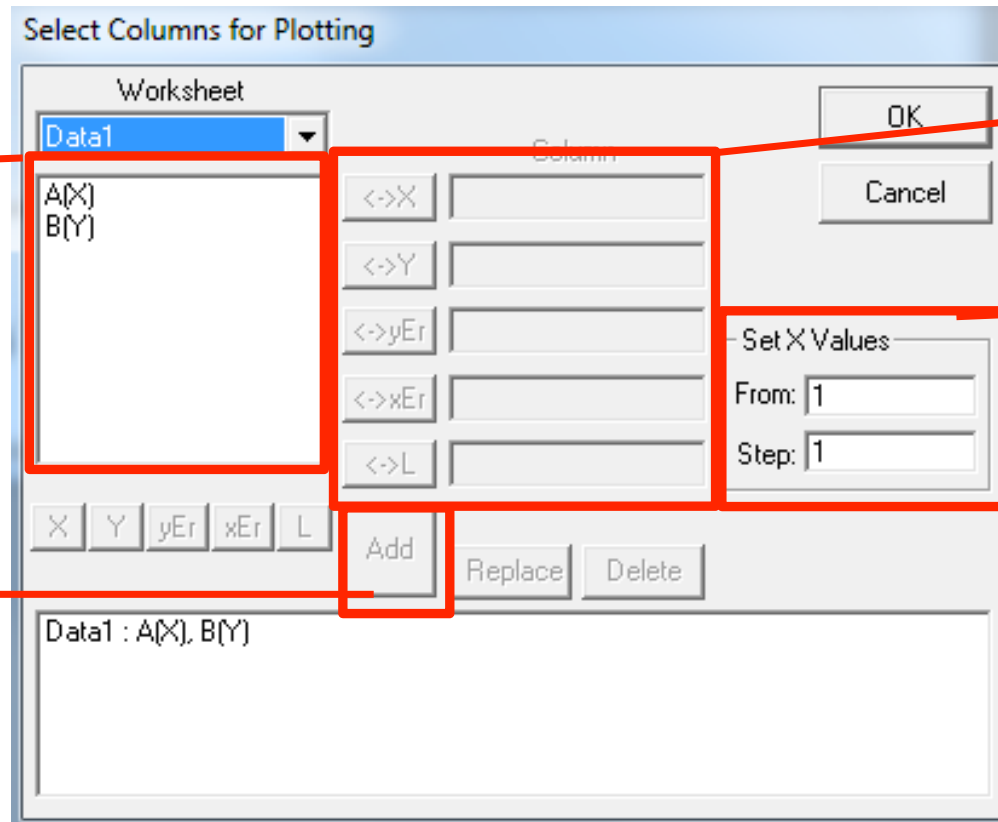 Select Columns for Plotting
Worksheet
Data1
OK
Column
A(X)
B(Y)
<->X
Cancel
<->Y
<->yEr
Set X Values
From: 1
<->xEr
Step: 1
<->L
X Y yEr xEr L
Add
Replace Delete
Data1 : A(X), B(Y)